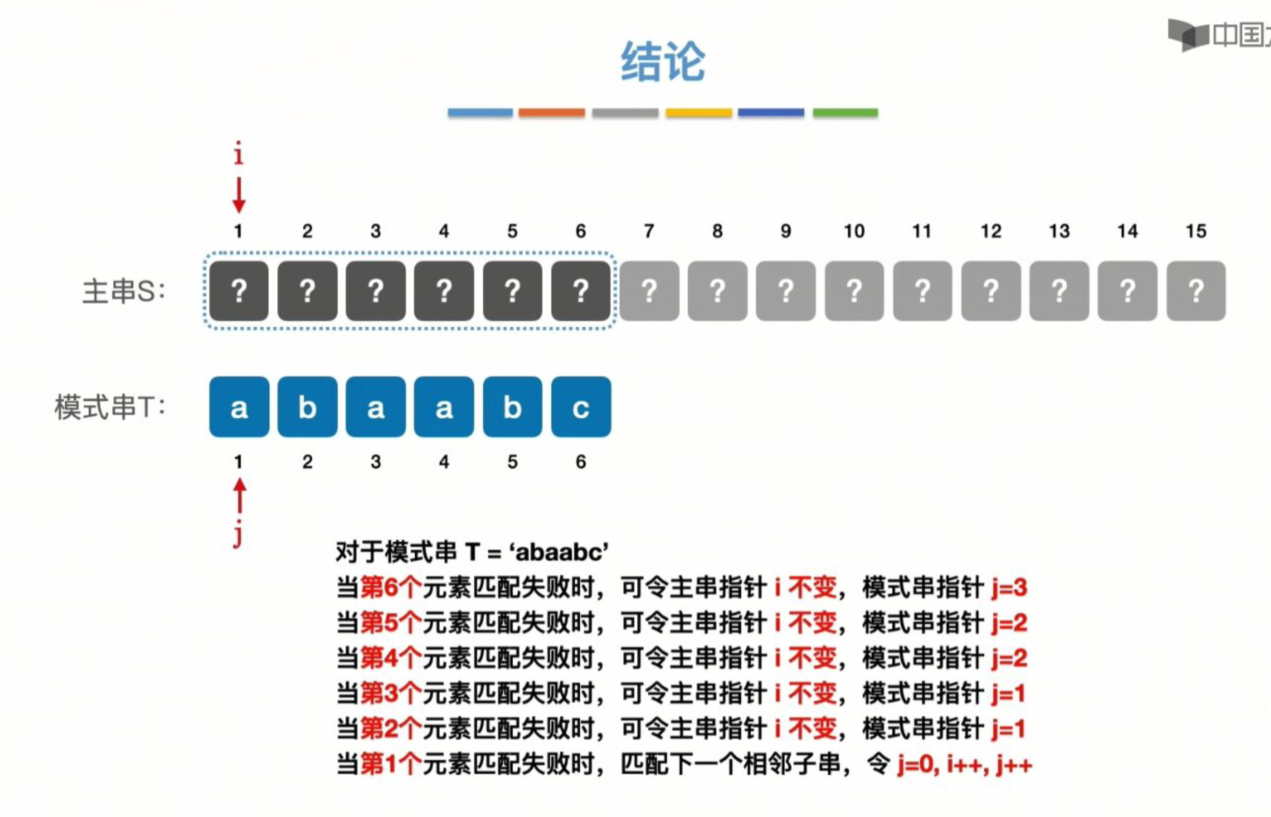 中国
结论
i
1 2 3 4 5 6 7 8 9 10 11 12 13 14 15
主串S: ? ? ? ? ? ? ? ? ? ? ? ? ? ? ?
模式串T: a b a a b c
1 2 3 4 5 6
j
对于模式串 T = ‘abaabc’
当第6个元素匹配失败时，可令主串指针 i 不变，模式串指针 j=3
当第5个元素匹配失败时，可令主串指针 i 不变，模式串指针 j=2
当第4个元素匹配失败时，可令主串指针 i 不变，模式串指针 j=2
当第3个元素匹配失败时，可令主串指针 i 不变，模式串指针 j=1
当第2个元素匹配失败时，可令主串指针 i 不变，模式串指针 j=1
当第1个元素匹配失败时，匹配下一个相邻子串，令 j=0, i++, j++